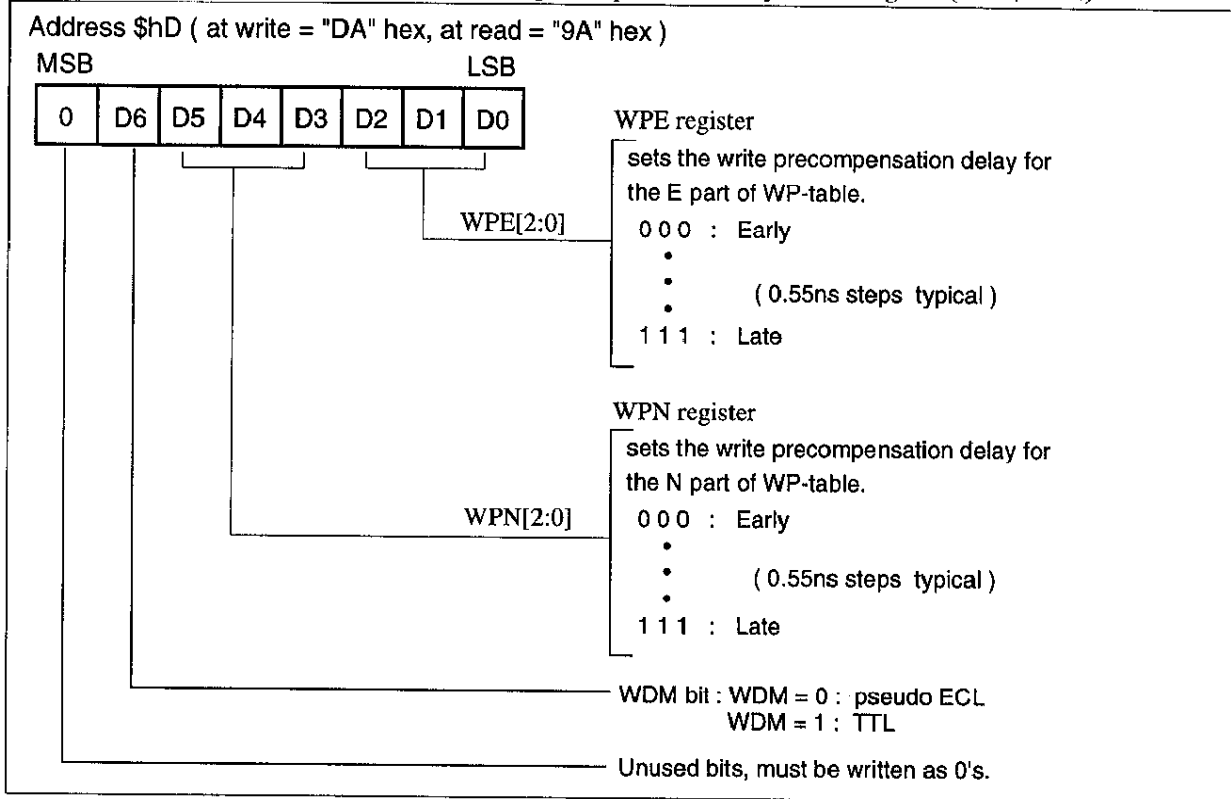 Address $hD ( at write = "DA" hex, at read = "9A" hex )
MSB LSB
0 D6 D5 D4 D3 D2 D1 D0
WPE register
sets the write precompensation delay for
the E part of WP-table.
WPE[2:0]
0 0 0 : Early
( 0.55ns steps typical )
1 1 1 : Late
WPN register
sets the write precompensation delay for
the N part of WP-table.
WPN[2:0]
0 0 0 : Early
( 0.55ns steps typical )
1 1 1 : Late
WDM bit : WDM = 0 : pseudo ECL
WDM = 1 : TTL
Unused bits, must be written as 0's.